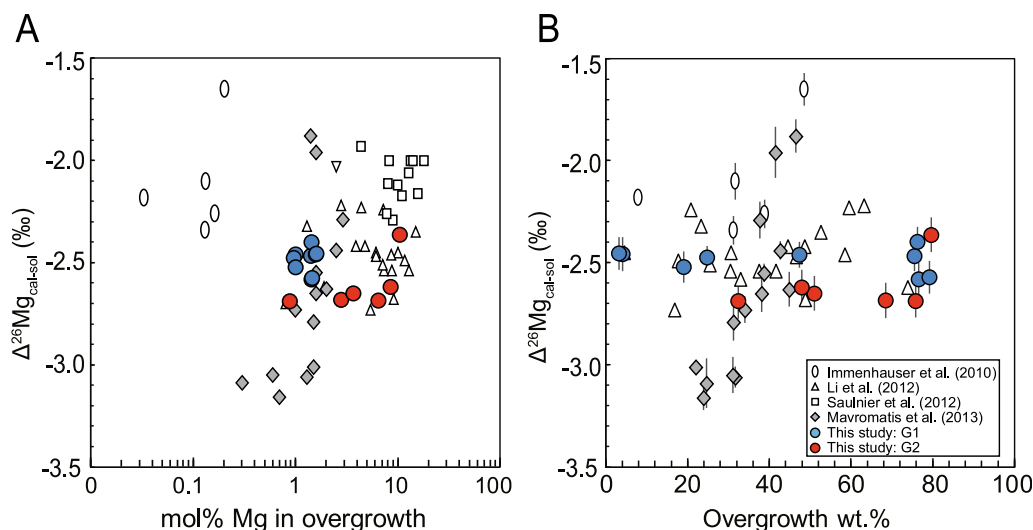 A
B
-1.5
-2.0
-2.5
-3.0
-3.5
Δ²⁶Mgcal-sol (‰)
0
0.1
1
10
100
mol% Mg in overgrowth
-1.5
-2.0
-2.5
-3.0
-3.5
Δ²⁶Mgcal-sol (‰)
0
20
40
60
80
100
Overgrowth wt.%
Immenhauser et al. (2010)
Li et al. (2012)
Saulnier et al. (2012)
Mavromatis et al. (2013)
This study: G1
This study: G2